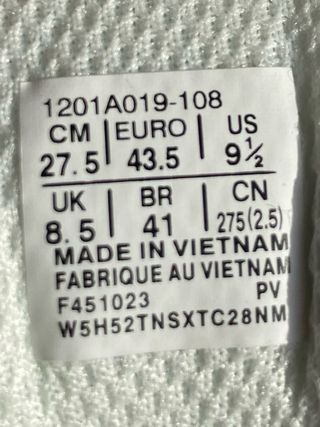 1201A019-108
CM | EURO | US
27.5 | 43.5 | 9½
UK | BR | CN
8.5 | 41 | 275(2.5)
MADE IN VIETNAM
FABRIQUE AU VIETNAM
F451023 PV
W5H52TNSXTC28NM